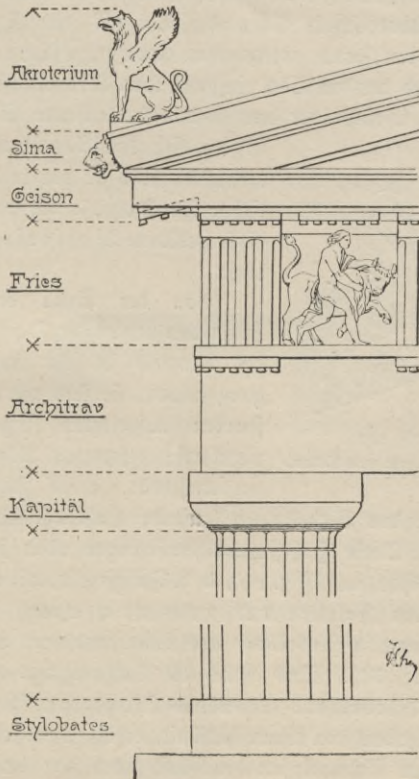 Akroterium
Sima
Geison
Fries
Architrav
Kapitäl
Stylobates